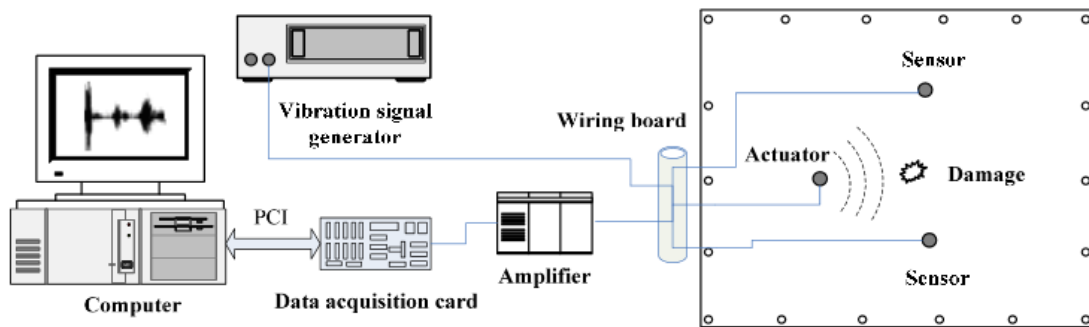 Vibration signal
generator
Wiring board
Sensor
Actuator
Damage
PCI
Computer
Data acquisition card
Amplifier
Sensor